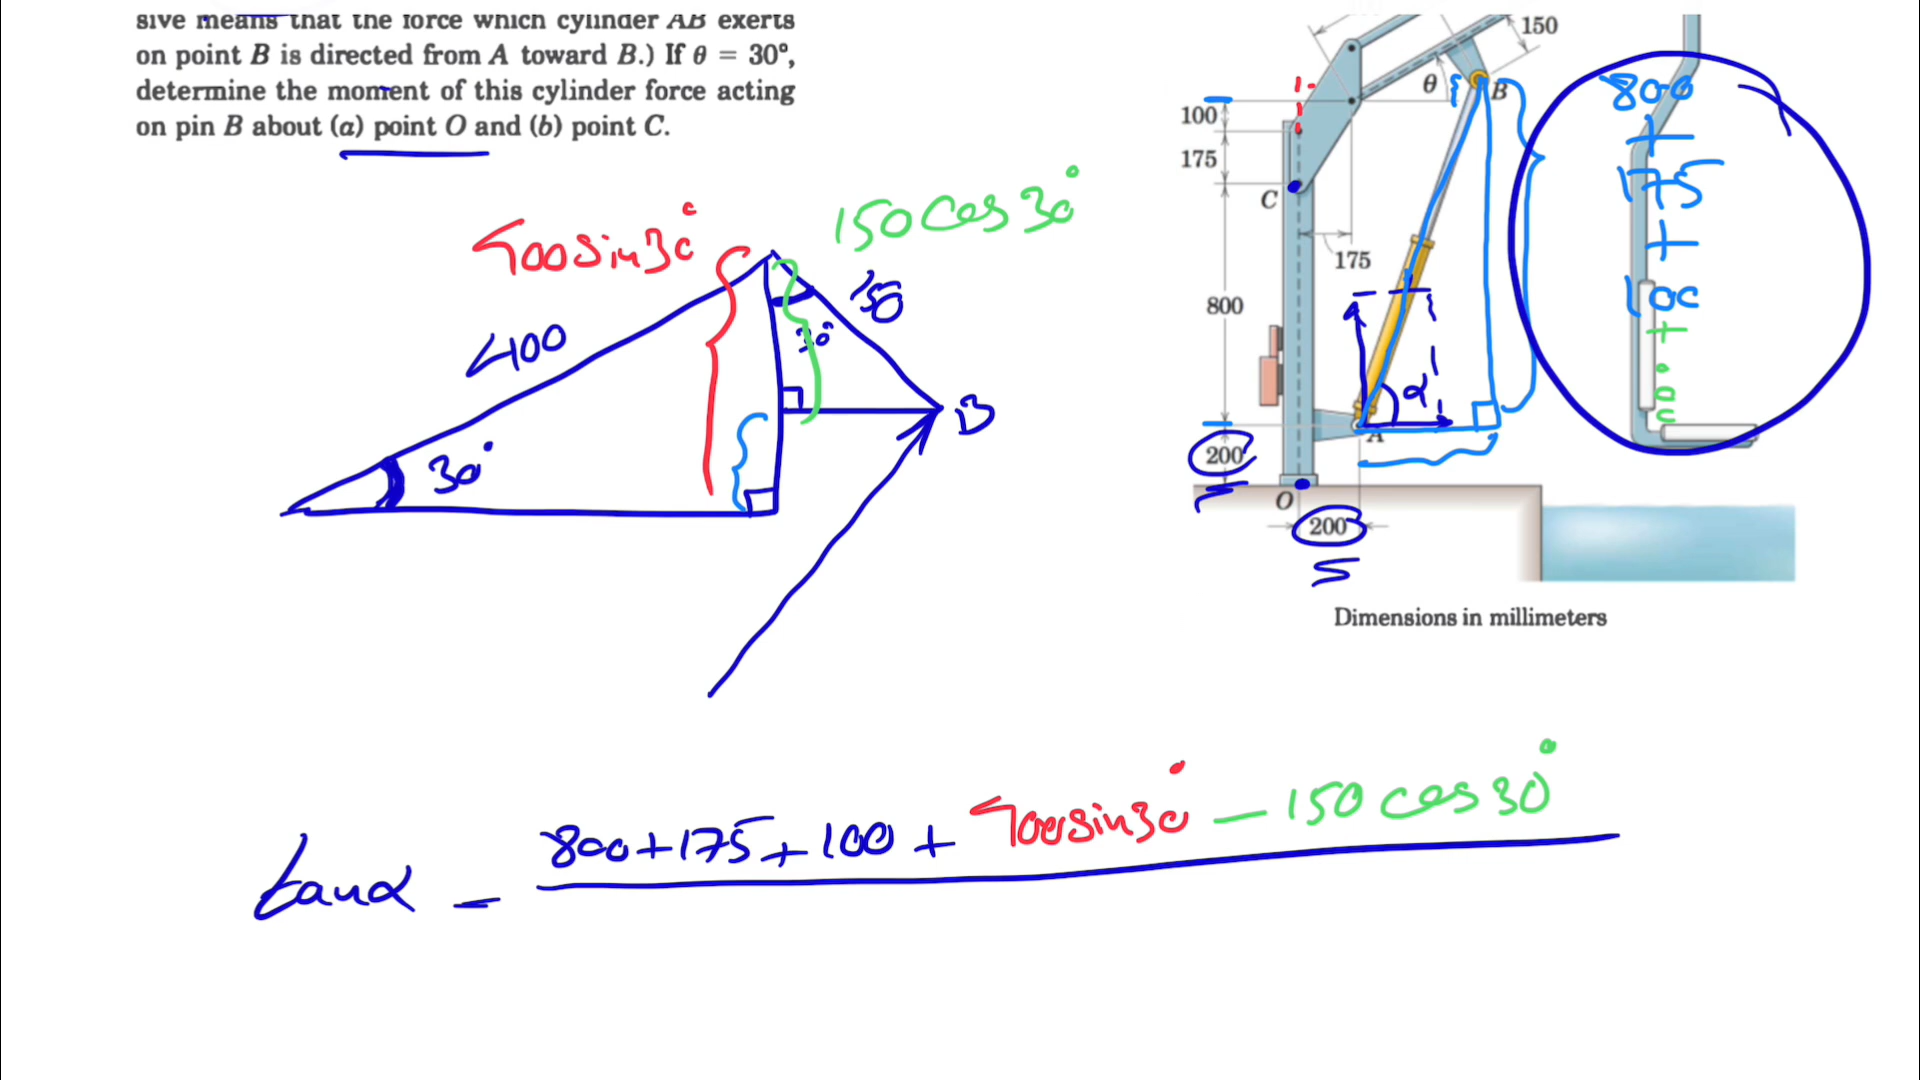 sive means that the force which cylinder AB exerts
on point B is directed from A toward B.) If θ = 30°,
determine the moment of this cylinder force acting
on pin B about (a) point O and (b) point C.
150
θ
B
100
175
C
175
800
α
A
200
O
200
Dimensions in millimeters
800
+
175
+
100
+
400sin30°
150cos30°
150
30°
400
30°
B
tanα = 800+175+100+400sin30°-150cos30°